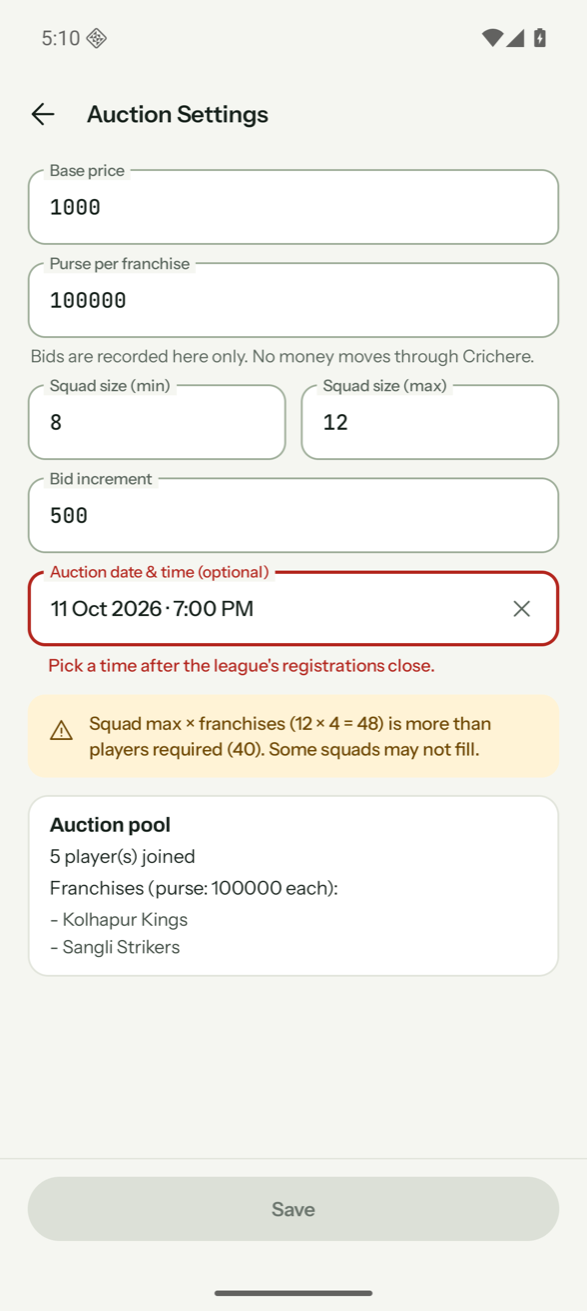 5:10
Auction Settings
Base price
1000
Purse per franchise
100000
Bids are recorded here only. No money moves through Crichere.
Squad size (min)
8
Squad size (max)
12
Bid increment
500
Auction date & time (optional)
11 Oct 2026 · 7:00 PM
Pick a time after the league's registrations close.
Squad max × franchises (12 × 4 = 48) is more than
players required (40). Some squads may not fill.
Auction pool
5 player(s) joined
Franchises (purse: 100000 each):
- Kolhapur Kings
- Sangli Strikers
Save